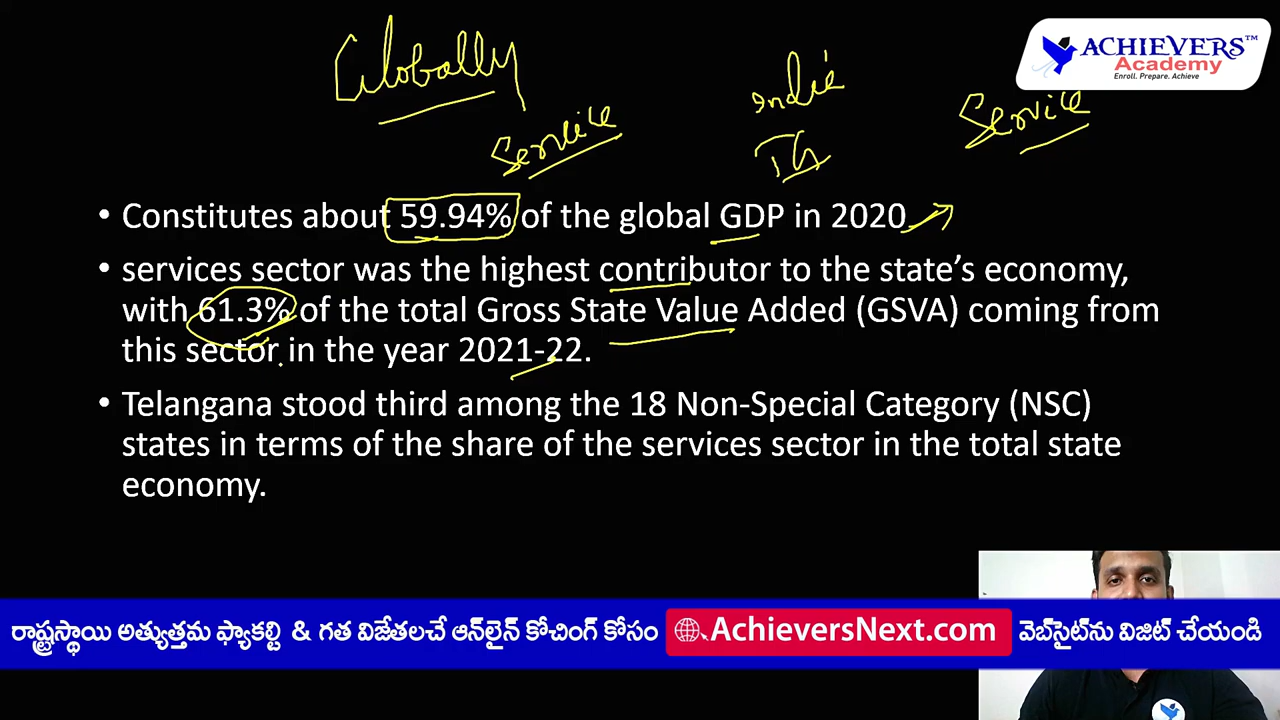 Globally
Service
India
TG
Service
ACHIEVERS™
Academy
Enroll. Prepare. Achieve
• Constitutes about 59.94% of the global GDP in 2020
• services sector was the highest contributor to the state's economy,
with 61.3% of the total Gross State Value Added (GSVA) coming from
this sector in the year 2021-22.
• Telangana stood third among the 18 Non-Special Category (NSC)
states in terms of the share of the services sector in the total state
economy.
రాష్ట్రస్థాయి అత్యుత్తమ ఫ్యాకల్టి & గత విజేతలచే ఆన్‌లైన్ కోచింగ్ కోసం AchieversNext.com వెబ్‌సైట్‌ను విజిట్ చేయండి